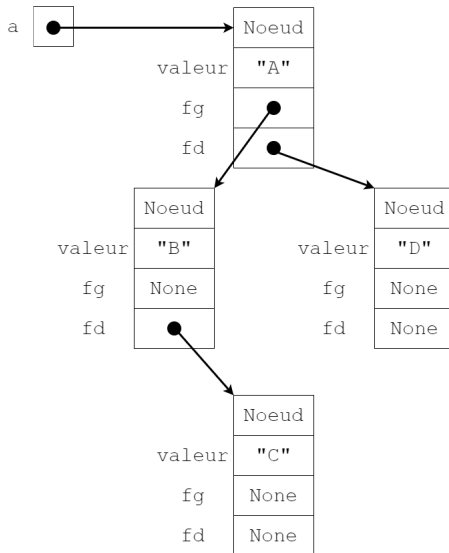 a
Noeud
valeur "A"
fg
fd
Noeud Noeud
valeur "B" valeur "D"
fg None fg None
fd fd None
Noeud
valeur "C"
fg None
fd None